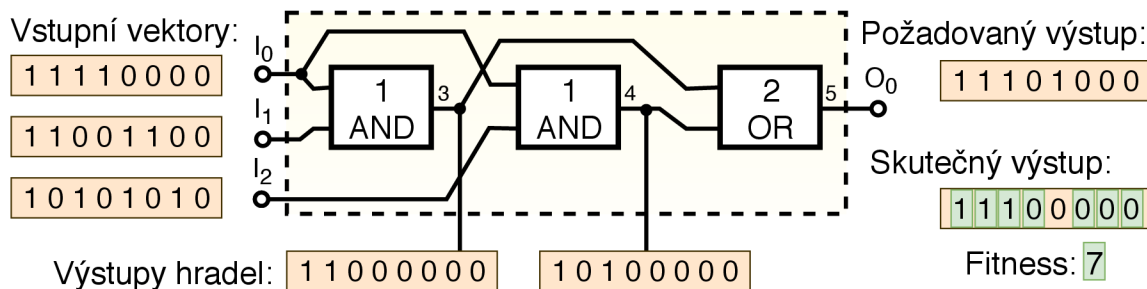 Vstupní vektory:
1 1 1 1 0 0 0 0
1 1 0 0 1 1 0 0
1 0 1 0 1 0 1 0
I0
I1
I2
1
AND
3
1
AND
4
2
OR
5
O0
Výstupy hradel:
1 1 0 0 0 0 0 0
1 0 1 0 0 0 0 0
Požadovaný výstup:
1 1 1 0 1 0 0 0
Skutečný výstup:
1 1 1 0 0 0 0 0
Fitness: 7